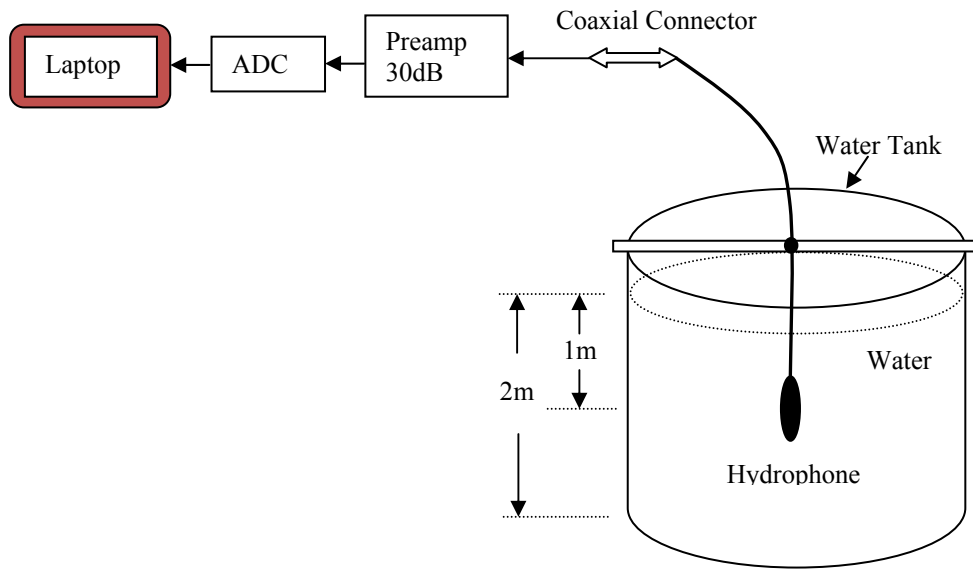 Coaxial Connector
Laptop
ADC
Preamp
30dB
Water Tank
1m
Water
2m
Hydrophone